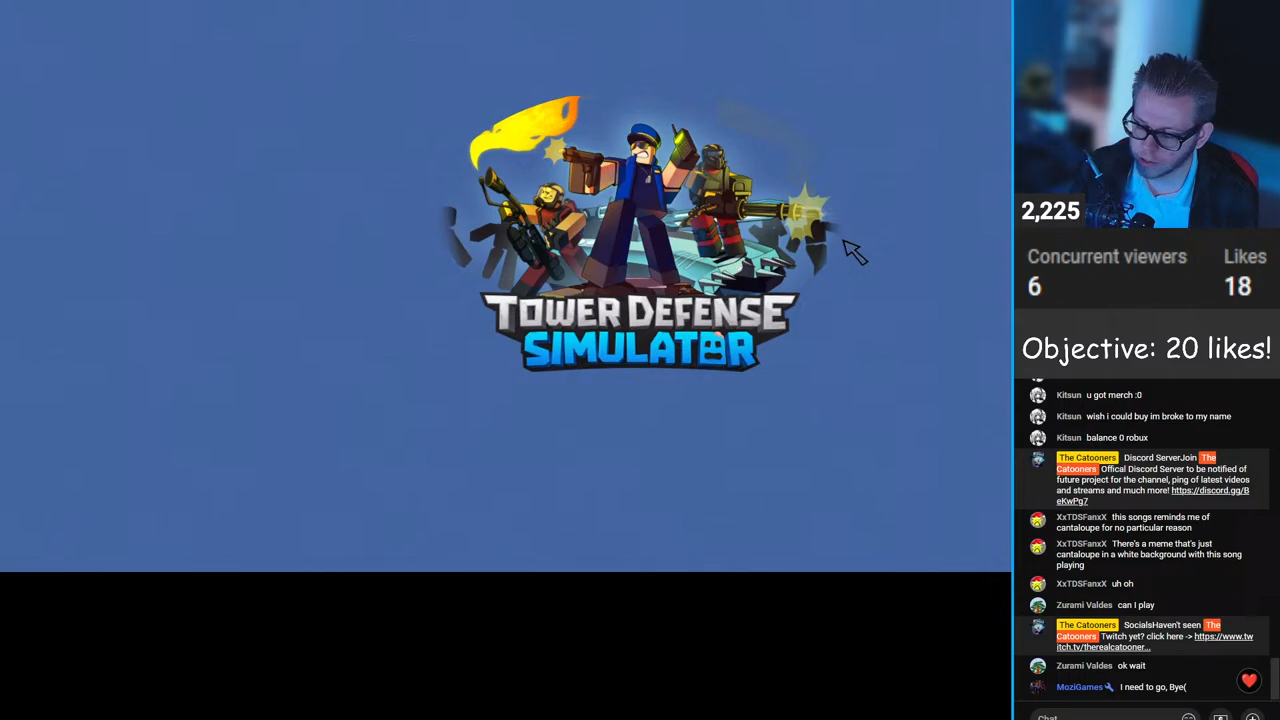 TOWER DEFENSE
SIMULATOR
2,225
Concurrent viewers
Likes
6
18
Objective: 20 likes!
Kitsun u got merch :0
Kitsun wish i could buy im broke to my name
Kitsun balance 0 robux
The Catooners Discord ServerJoin The
Catooners Offical Discord Server to be notified of
future project for the channel, ping of latest videos
and streams and much more! https://discord.gg/B
eKwPg7
XxTDSFanxX this songs reminds me of
cantaloupe for no particular reason
XxTDSFanxX There's a meme that's just
cantaloupe in a white background with this song
playing
XxTDSFanxX uh oh
Zurami Valdes can I play
The Catooners SocialsHaven't seen The
Catooners Twitch yet? click here -> https://www.tw
itch.tv/therealcatooner...
Zurami Valdes ok wait
MoziGames I need to go, Bye(
Chat